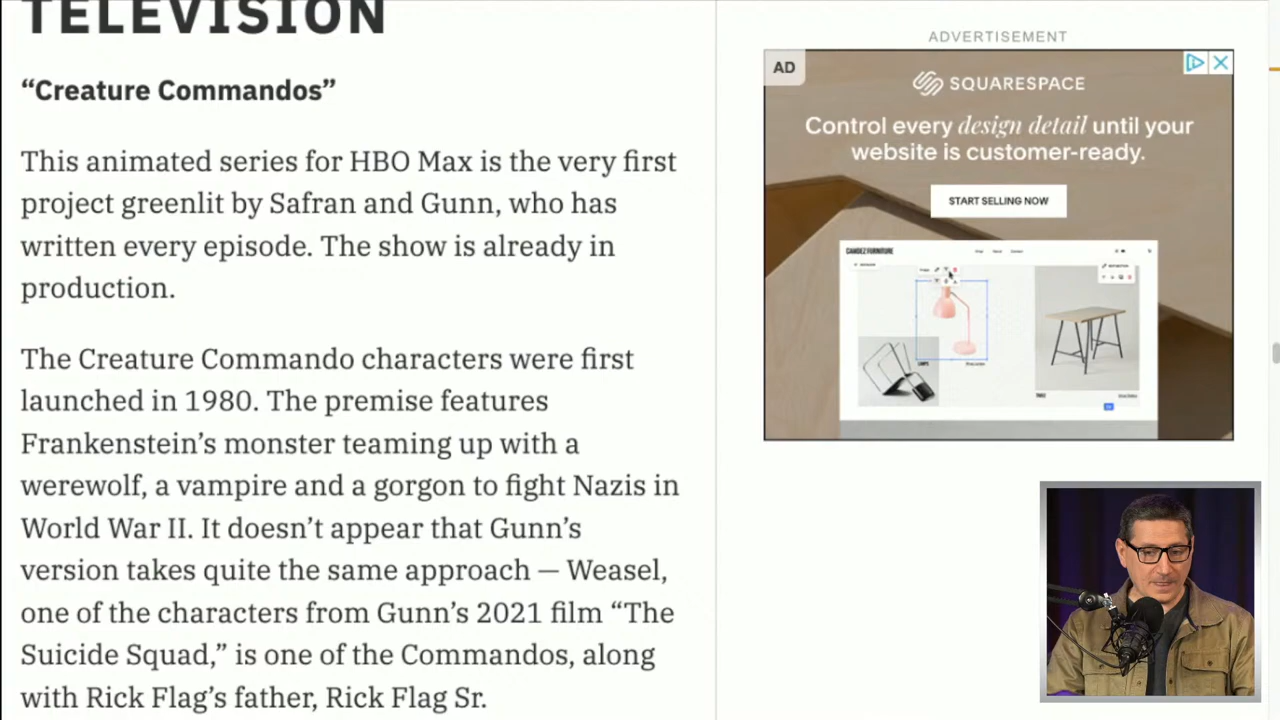 TELEVISION
“Creature Commandos”
This animated series for HBO Max is the very first
project greenlit by Safran and Gunn, who has
written every episode. The show is already in
production.
The Creature Commando characters were first
launched in 1980. The premise features
Frankenstein’s monster teaming up with a
werewolf, a vampire and a gorgon to fight Nazis in
World War II. It doesn’t appear that Gunn’s
version takes quite the same approach — Weasel,
one of the characters from Gunn’s 2021 film “The
Suicide Squad,” is one of the Commandos, along
with Rick Flag’s father, Rick Flag Sr.
ADVERTISEMENT
AD
SQUARESPACE
Control every design detail until your
website is customer-ready.
START SELLING NOW